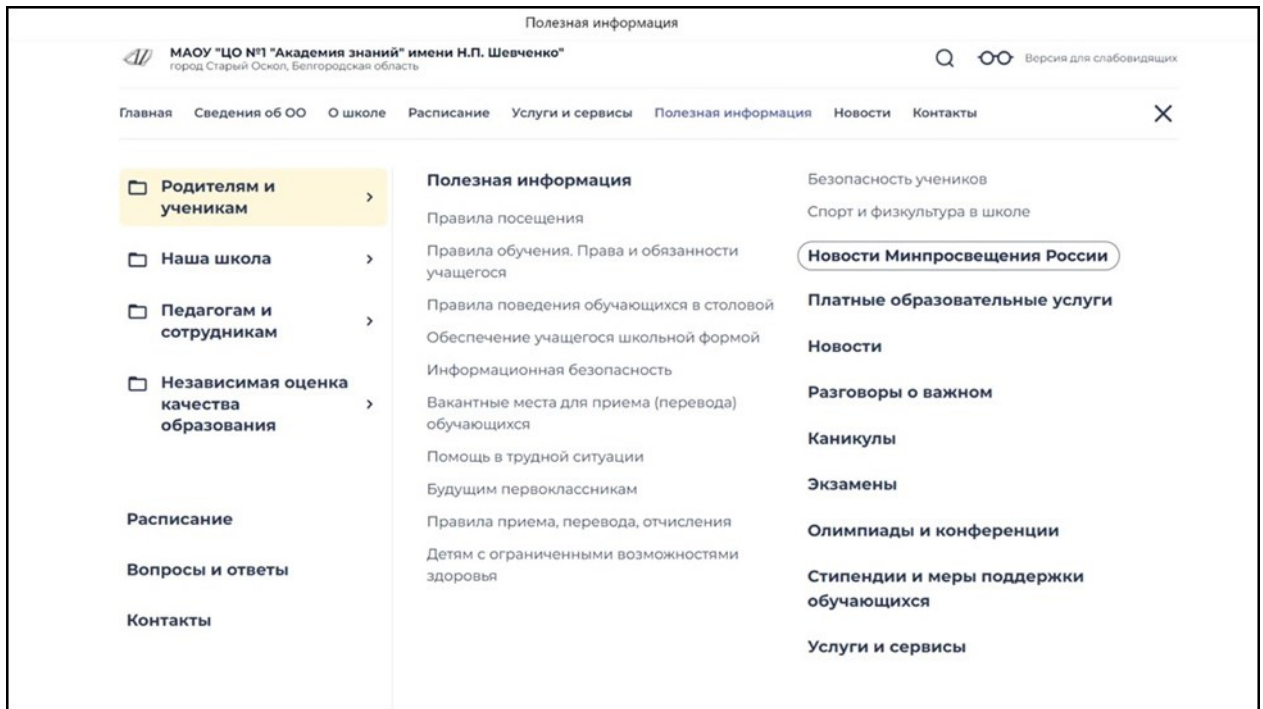 Полезная информация
МАОУ "ЦО №1 "Академия знаний" имени Н.П. Шевченко"
город Старый Оскол, Белгородская область
Версия для слабовидящих
Главная Сведения об ОО О школе Расписание Услуги и сервисы Полезная информация Новости Контакты
Родителям и
ученикам
Наша школа
Педагогам и
сотрудникам
Независимая оценка
качества
образования
Расписание
Вопросы и ответы
Контакты
Полезная информация
Правила посещения
Правила обучения. Права и обязанности
учащегося
Правила поведения обучающихся в столовой
Обеспечение учащегося школьной формой
Информационная безопасность
Вакантные места для приема (перевода)
обучающихся
Помощь в трудной ситуации
Будущим первоклассникам
Правила приема, перевода, отчисления
Детям с ограниченными возможностями
здоровья
Безопасность учеников
Спорт и физкультура в школе
Новости Минпросвещения России
Платные образовательные услуги
Новости
Разговоры о важном
Каникулы
Экзамены
Олимпиады и конференции
Стипендии и меры поддержки
обучающихся
Услуги и сервисы